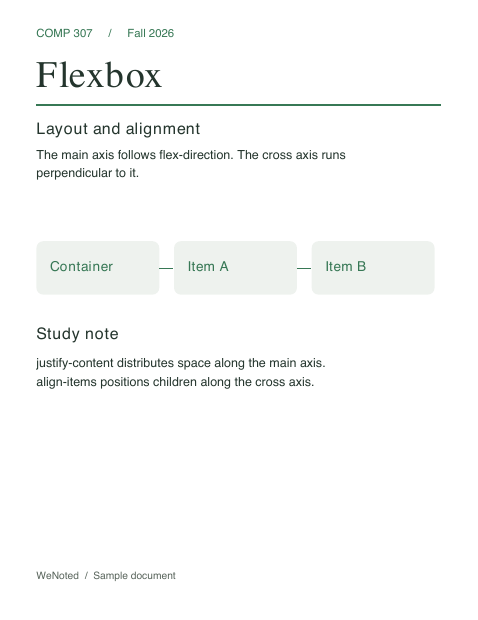 COMP 307 / Fall 2026
Flexbox
Layout and alignment
The main axis follows flex-direction. The cross axis runs
perpendicular to it.
Container
Item A
Item B
Study note
justify-content distributes space along the main axis.
align-items positions children along the cross axis.
WeNoted / Sample document